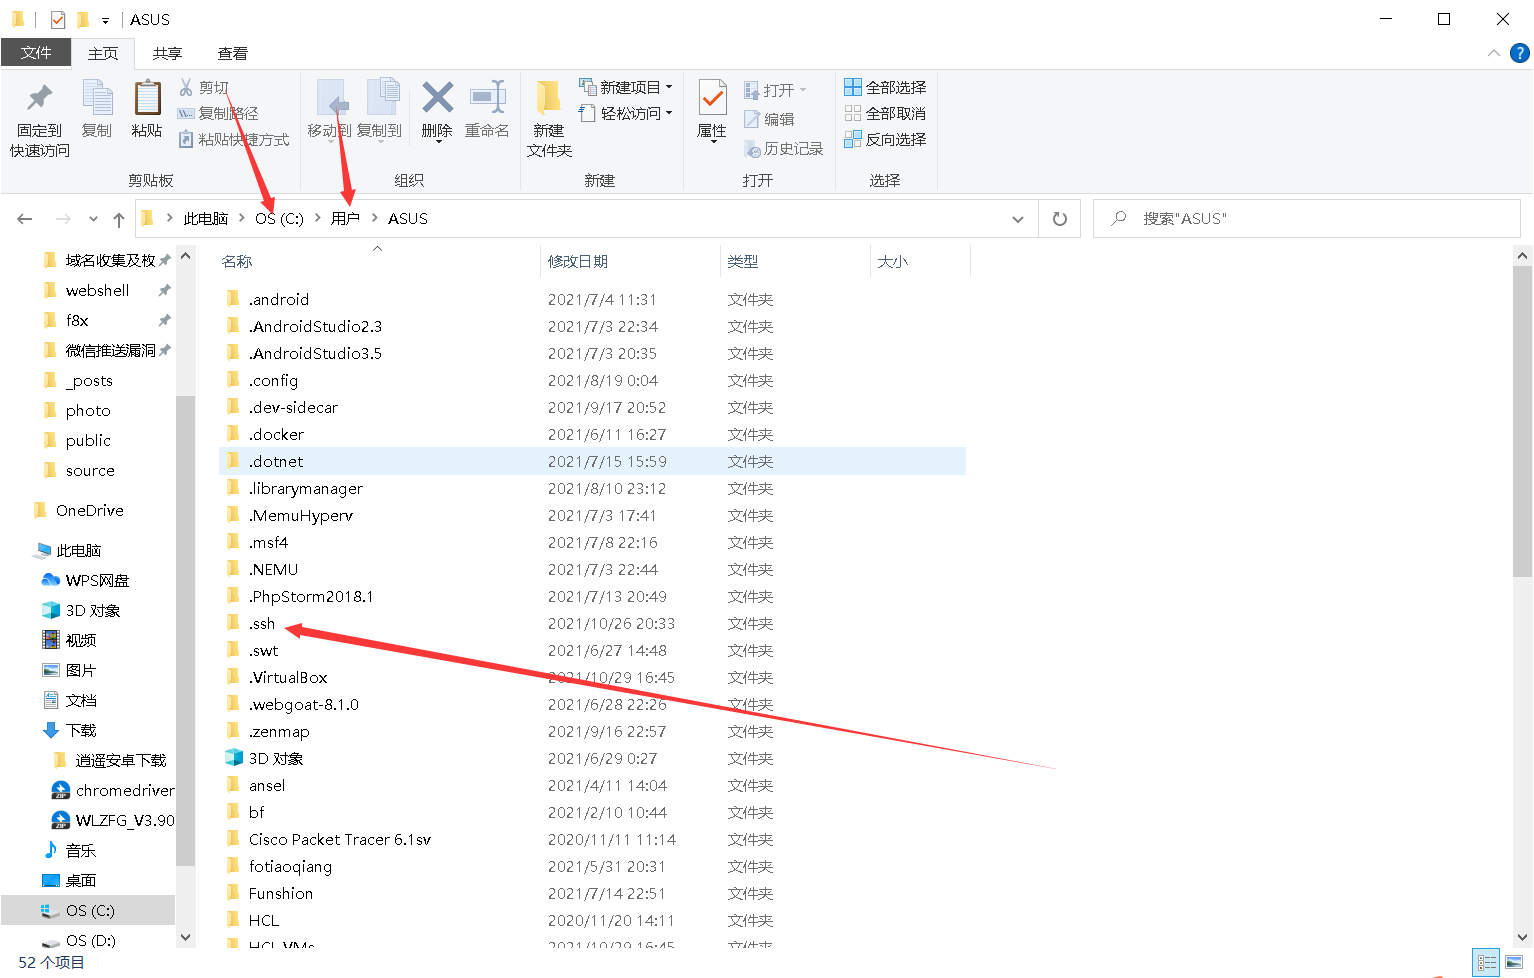 ASUS
文件 主页 共享 查看
固定到
快速访问
复制
粘贴
剪切
复制路径
粘贴快捷方式
剪贴板
移动到
复制到
删除
重命名
组织
新建
文件夹
新建项目
轻松访问
新建
属性
打开
编辑
历史记录
打开
全部选择
全部取消
反向选择
选择
此电脑 OS (C:) 用户 ASUS
搜索"ASUS"
域名收集及枚
webshell
f8x
微信推送漏洞
_posts
photo
public
source
OneDrive
此电脑
WPS网盘
3D 对象
视频
图片
文档
下载
逍遥安卓下载
chromedriver
WLZFG_V3.90
音乐
桌面
OS (C:)
OS (D:)
名称 修改日期 类型 大小
.android 2021/7/4 11:31 文件夹
.AndroidStudio2.3 2021/7/3 22:34 文件夹
.AndroidStudio3.5 2021/7/3 20:35 文件夹
.config 2021/8/19 0:04 文件夹
.dev-sidecar 2021/9/17 20:52 文件夹
.docker 2021/6/11 16:27 文件夹
.dotnet 2021/7/15 15:59 文件夹
.librarymanager 2021/8/10 23:12 文件夹
.MemuHyperv 2021/7/3 17:41 文件夹
.msf4 2021/7/8 22:16 文件夹
.NEMU 2021/7/3 22:44 文件夹
.PhpStorm2018.1 2021/7/13 20:49 文件夹
.ssh 2021/10/26 20:33 文件夹
.swt 2021/6/27 14:48 文件夹
.VirtualBox 2021/10/29 16:45 文件夹
.webgoat-8.1.0 2021/6/28 22:26 文件夹
.zenmap 2021/9/16 22:57 文件夹
3D 对象 2021/6/29 0:27 文件夹
ansel 2021/4/11 14:04 文件夹
bf 2021/2/10 10:44 文件夹
Cisco Packet Tracer 6.1sv 2020/11/11 11:14 文件夹
fotiaoqiang 2021/5/31 20:31 文件夹
Funshion 2021/7/14 22:51 文件夹
HCL 2020/11/20 14:11 文件夹
HCL VMs 2021/10/29 16:45 文件夹
52 个项目